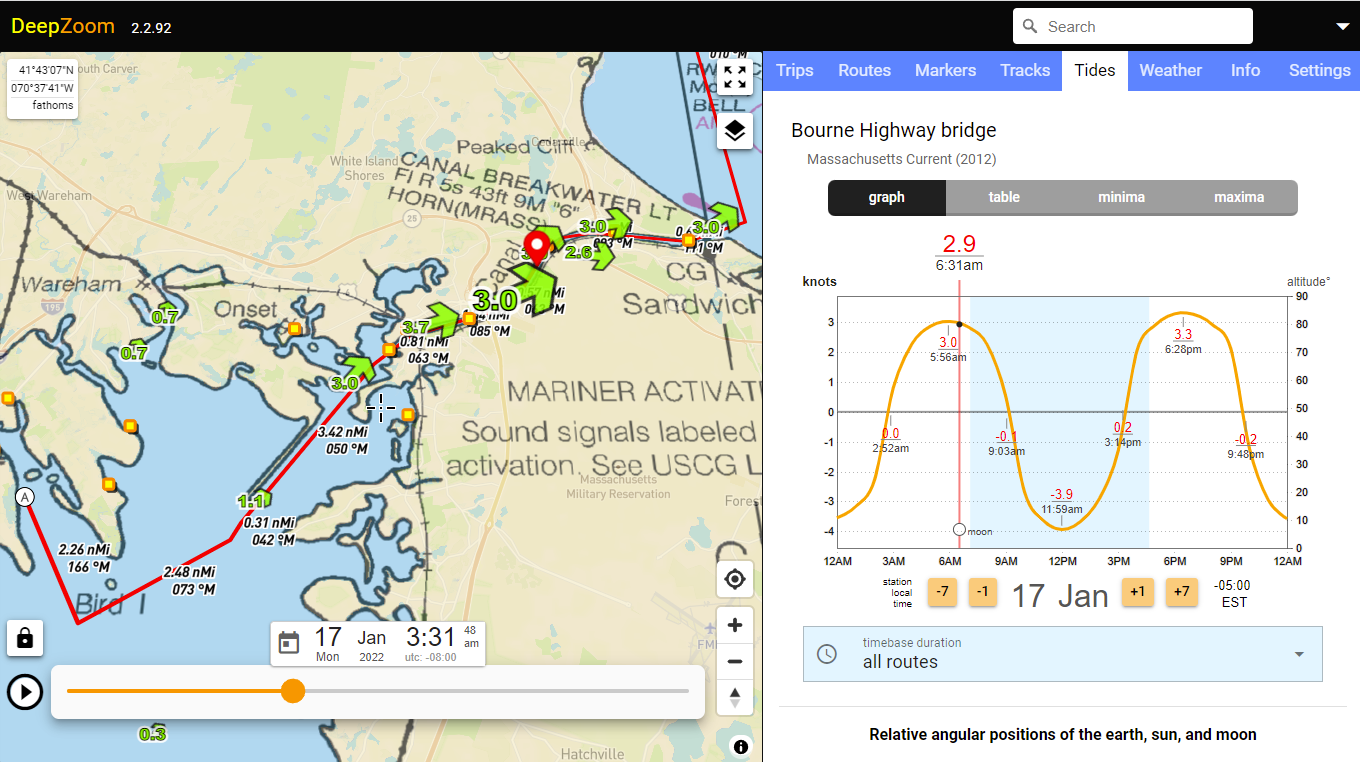 DeepZoom 2.2.92
Search
41°43'07"N
070°37'41"W
fathoms
outh Carver
Trips Routes Markers Tracks Tides Weather Info Settings
Bourne Highway bridge
Massachusetts Current (2012)
graph table minima maxima
2.9
6:31am
knots
altitude°
3
2
1
0
-1
-2
-3
-4
90
80
70
60
50
40
30
20
10
0
3.0
5:56am
3.3
6:28pm
0.0
2:52am
-0.1
9:03am
0.2
3:14pm
-0.2
9:48pm
-3.9
11:59am
moon
12AM 3AM 6AM 9AM 12PM 3PM 6PM 9PM 12AM
station
local
time
-7 -1 17 Jan +1 +7
-05:00
EST
timebase duration
all routes
Relative angular positions of the earth, sun, and moon
BELL
Peaked Cliff
Cedarville
White Island
Shores
CANAL BREAKWATER LT
Fl R 5s 43ft 9M "6"
HORN(MRASS)
West Wareham
25
3.0
3.0
2.6
Canal
CG
Sandwich
Wareham
195
Onset
0.7
0.7
3.0
085 °M
3.7
0.81 nMi
063 °M
3.0
MARINER ACTIVAT
Sound signals labeled
activation. See USCG L
3.42 nMi
050 °M
Massachusetts
Military Reservation
Forest
A
1.1
0.31 nMi
042 °M
2.26 nMi
166 °M
2.48 nMi
073 °M
Bird I
17 Jan 3:31 48
am
Mon 2022 utc: -08:00
0.3
Hatchville